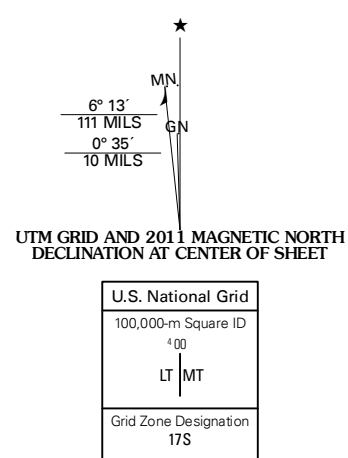 ★
MN.
6° 13´
111 MILS
GN
0° 35´
10 MILS
UTM GRID AND 2011 MAGNETIC NORTH
DECLINATION AT CENTER OF SHEET
U.S. National Grid
100,000-m Square ID
⁴00
LT MT
Grid Zone Designation
17S